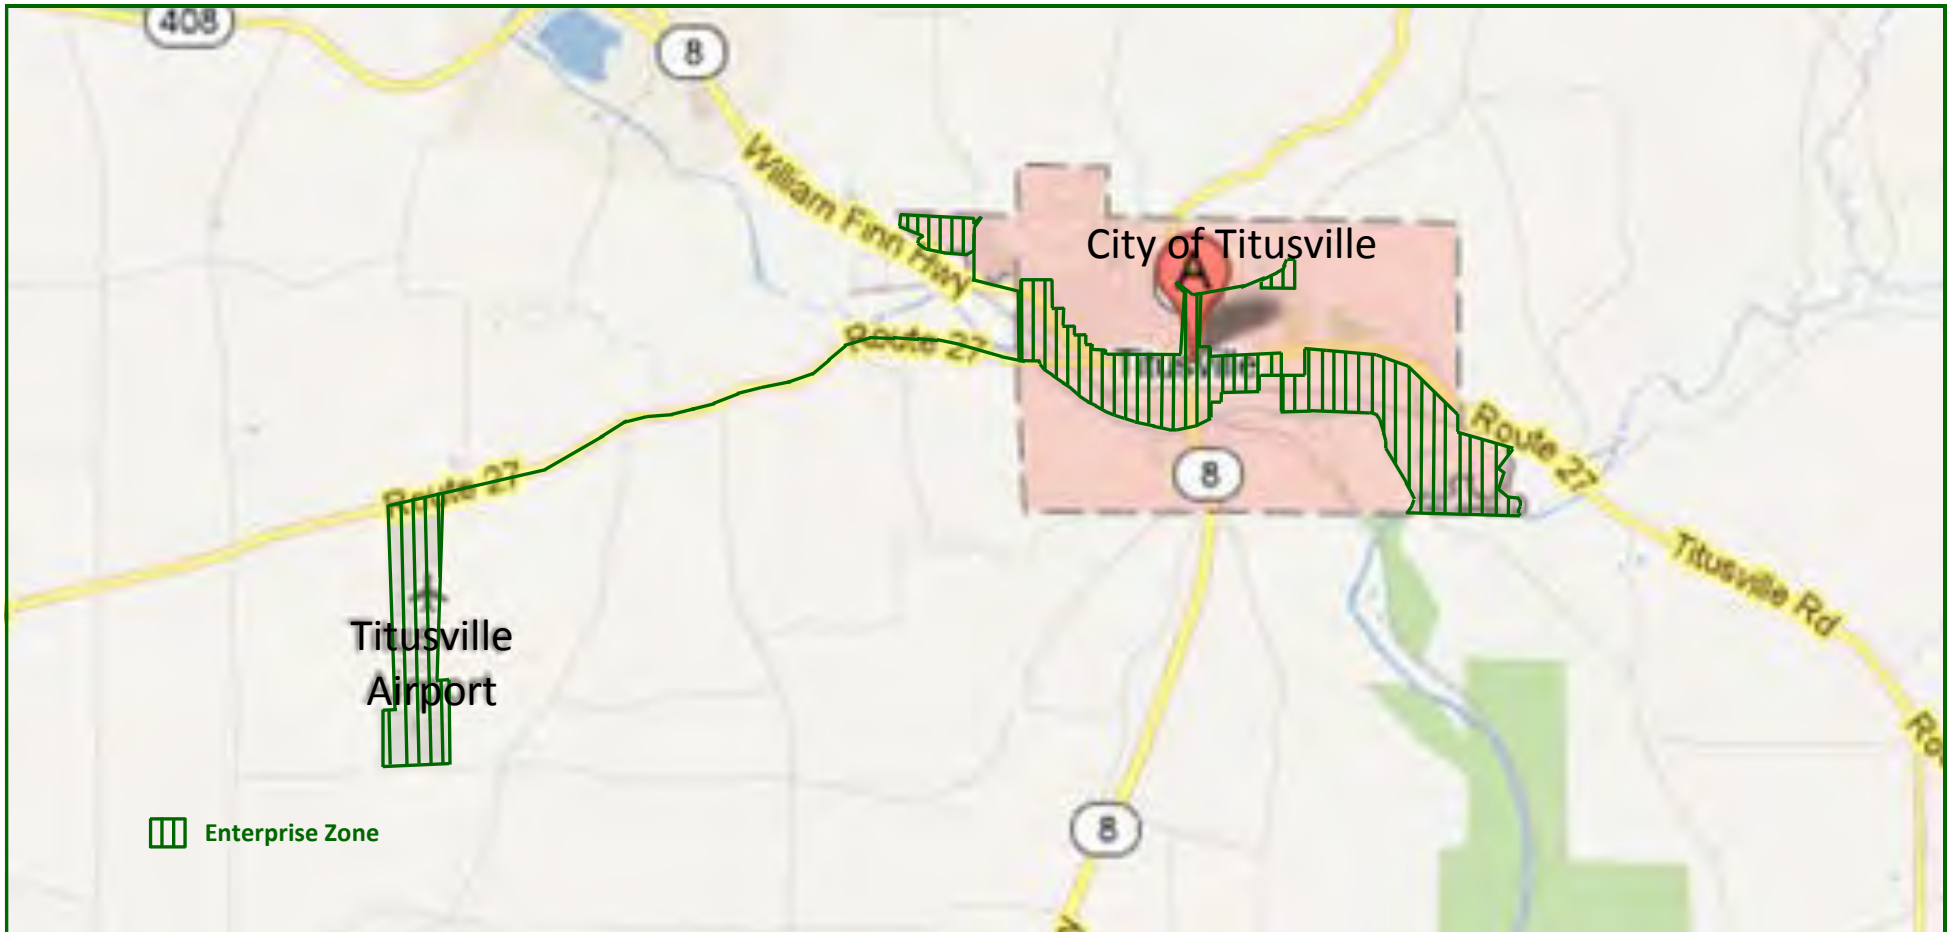 408
8
William Finn Hwy
City of Titusville
A
Route 27
Titusville
Route 27
8
Route 27
Titusville Rd
Titusville
Airport
8
Enterprise Zone